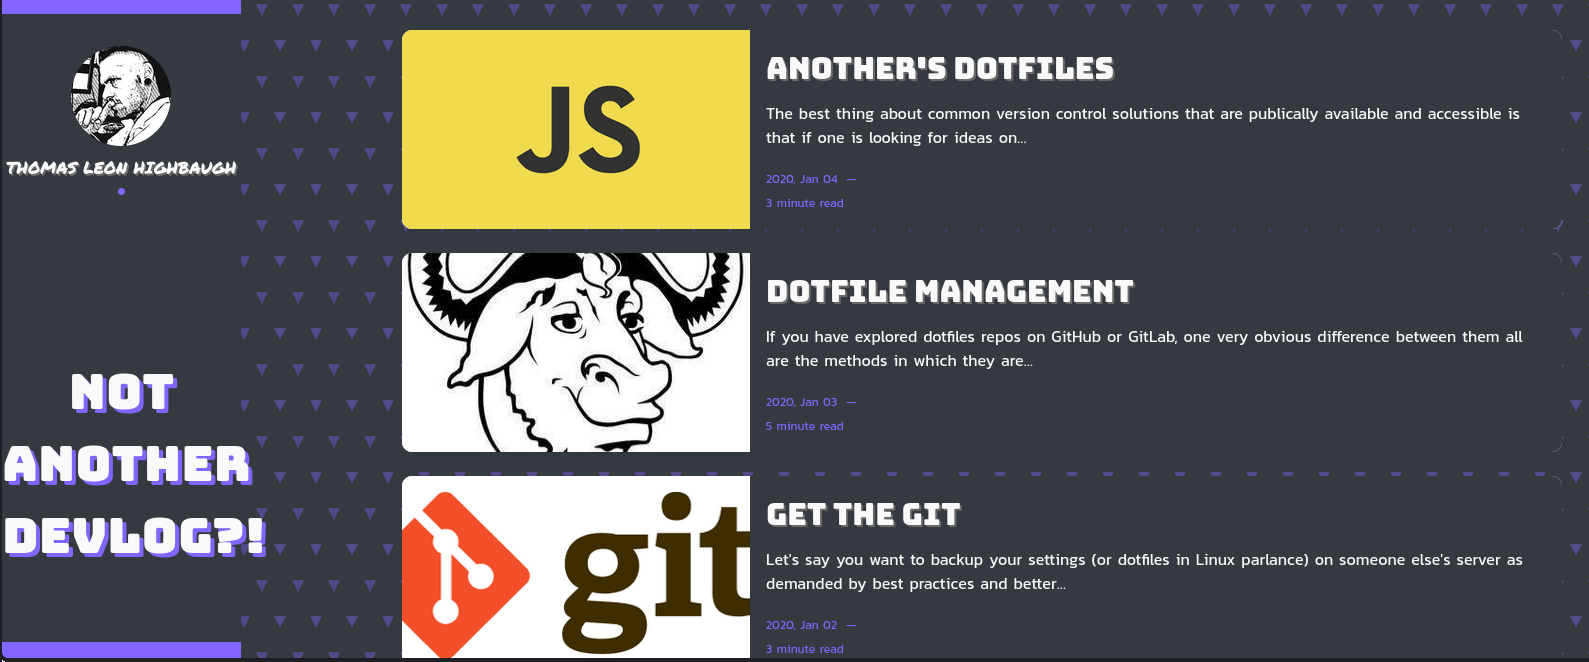 THOMAS LEON HIGHBAUGH
NOT
ANOTHER
DEVLOG?!
JS
ANOTHER'S DOTFILES
The best thing about common version control solutions that are publically available and accessible is
that if one is looking for ideas on...
2020, Jan 04 —
3 minute read
DOTFILE MANAGEMENT
If you have explored dotfiles repos on GitHub or GitLab, one very obvious difference between them all
are the methods in which they are...
2020, Jan 03 —
5 minute read
git
GET THE GIT
Let's say you want to backup your settings (or dotfiles in Linux parlance) on someone else's server as
demanded by best practices and better...
2020, Jan 02 —
3 minute read